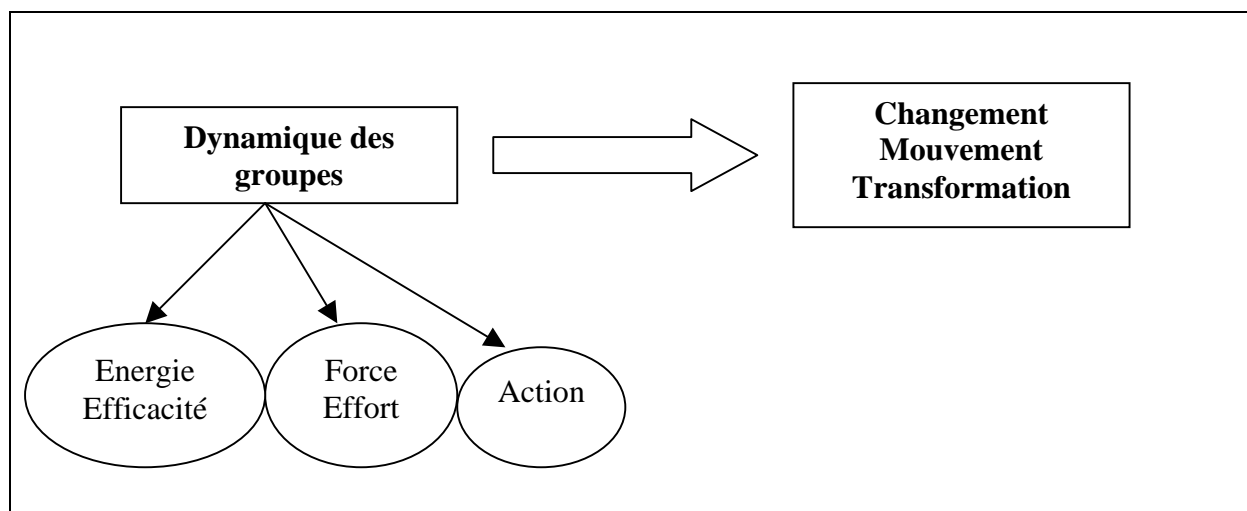 Dynamique des
groupes
Changement
Mouvement
Transformation
Energie
Efficacité
Force
Effort
Action